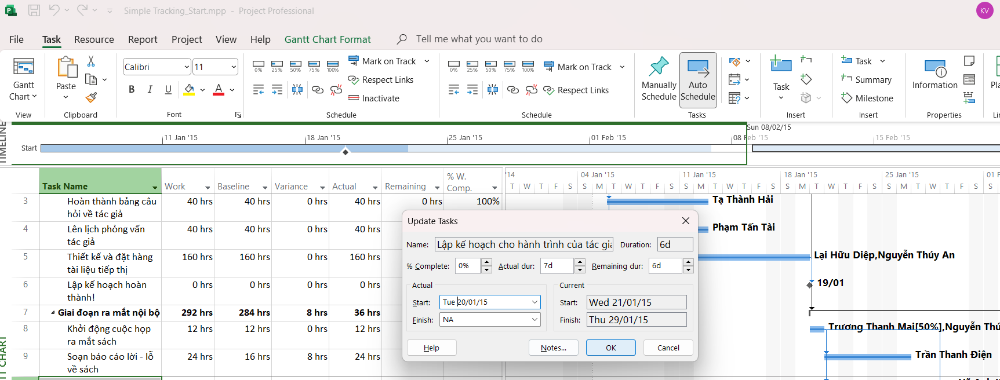 Simple Tracking_Start.mpp - Project Professional
KV
File Task Resource Report Project View Help Gantt Chart Format Tell me what you want to do
Gantt Chart
View
Paste
Clipboard
Calibri 11
B I U A
Font
0% 25% 50% 75% 100%
Mark on Track
Respect Links
Inactivate
Schedule
0% 25% 50% 75% 100%
Mark on Track
Respect Links
Schedule
Manually Schedule
Auto Schedule
Tasks
Task
Insert
Task
Summary
Milestone
Insert
Information
Properties
TIMELINE
Sun 08/02/15
11 Jan '15 18 Jan '15 25 Jan '15 01 Feb '15 08 Feb '15 15 Feb '15
Start
Task Name Work Baseline Variance Actual Remaining % W. Comp.
'14 04 Jan '15 11 Jan '15 18 Jan '15 25 Jan '15
T W T F S S M T W T F S S M T W T F S S M T W T F S S M T W T F S S
3 Hoàn thành bảng câu hỏi về tác giả 40 hrs 40 hrs 0 hrs 40 hrs 0 hrs 100%
Tạ Thành Hải
4 Lên lịch phỏng vấn tác giả 40 hrs 40 hrs 0 hrs 40 hrs
Phạm Tấn Tài
5 Thiết kế và đặt hàng tài liệu tiếp thị 160 hrs 160 hrs 0 hrs 160 hrs
Lại Hữu Diệp,Nguyễn Thúy An
6 Lập kế hoạch hoàn thành! 0 hrs 0 hrs 0 hrs 0 hrs
19/01
7 Giai đoạn ra mắt nội bộ 292 hrs 284 hrs 8 hrs 36 hrs
8 Khởi động cuộc họp ra mắt sách 12 hrs 12 hrs 0 hrs 12 hrs
Trương Thanh Mai[50%],Nguyễn Thú
9 Soạn báo cáo lời - lỗ về sách 24 hrs 16 hrs 8 hrs 24 hrs
Trần Thanh Điện
Update Tasks
Name: Lập kế hoạch cho hành trình của tác giả Duration: 6d
% Complete: 0% Actual dur: 7d Remaining dur: 6d
Actual
Start: Tue 20/01/15
Finish: NA
Current
Start: Wed 21/01/15
Finish: Thu 29/01/15
Help Notes... OK Cancel